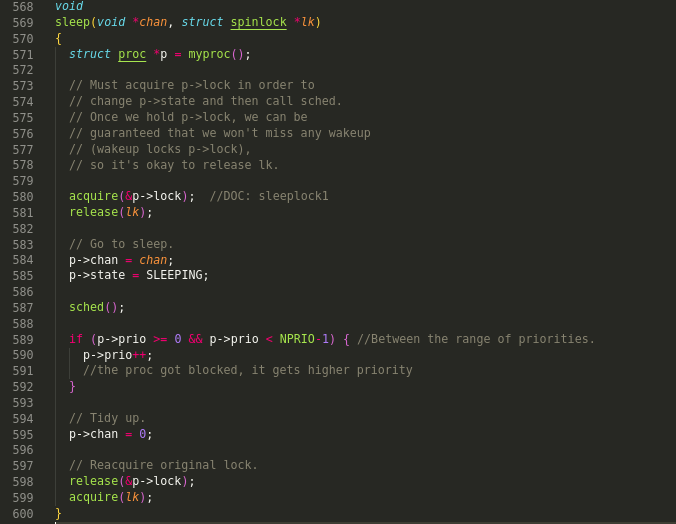 568 void
569 sleep(void *chan, struct spinlock *lk)
570 {
571   struct proc *p = myproc();
572
573   // Must acquire p->lock in order to
574   // change p->state and then call sched.
575   // Once we hold p->lock, we can be
576   // guaranteed that we won't miss any wakeup
577   // (wakeup locks p->lock),
578   // so it's okay to release lk.
579
580   acquire(&p->lock);  //DOC: sleeplock1
581   release(lk);
582
583   // Go to sleep.
584   p->chan = chan;
585   p->state = SLEEPING;
586
587   sched();
588
589   if (p->prio >= 0 && p->prio < NPRIO-1) { //Between the range of priorities.
590     p->prio++;
591     //the proc got blocked, it gets higher priority
592   }
593
594   // Tidy up.
595   p->chan = 0;
596
597   // Reacquire original lock.
598   release(&p->lock);
599   acquire(lk);
600 }